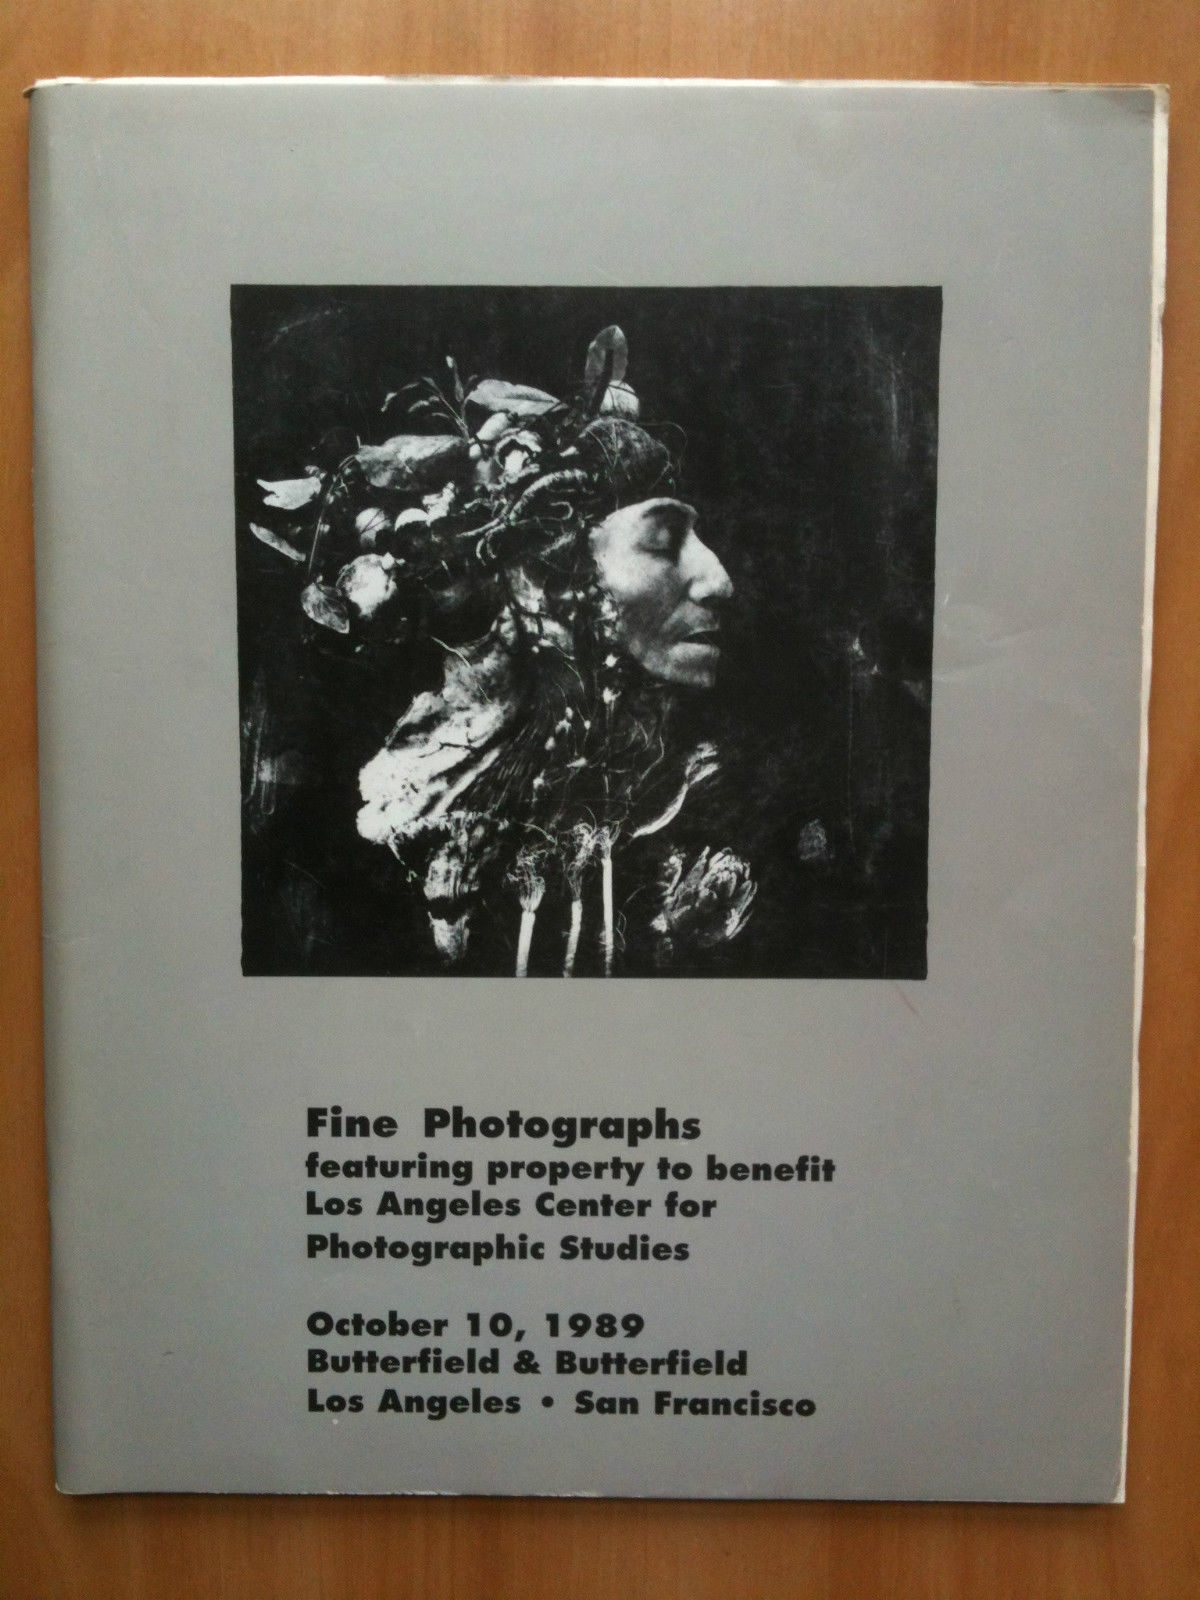 Fine Photographs
featuring property to benefit
Los Angeles Center for
Photographic Studies
October 10, 1989
Butterfield & Butterfield
Los Angeles • San Francisco